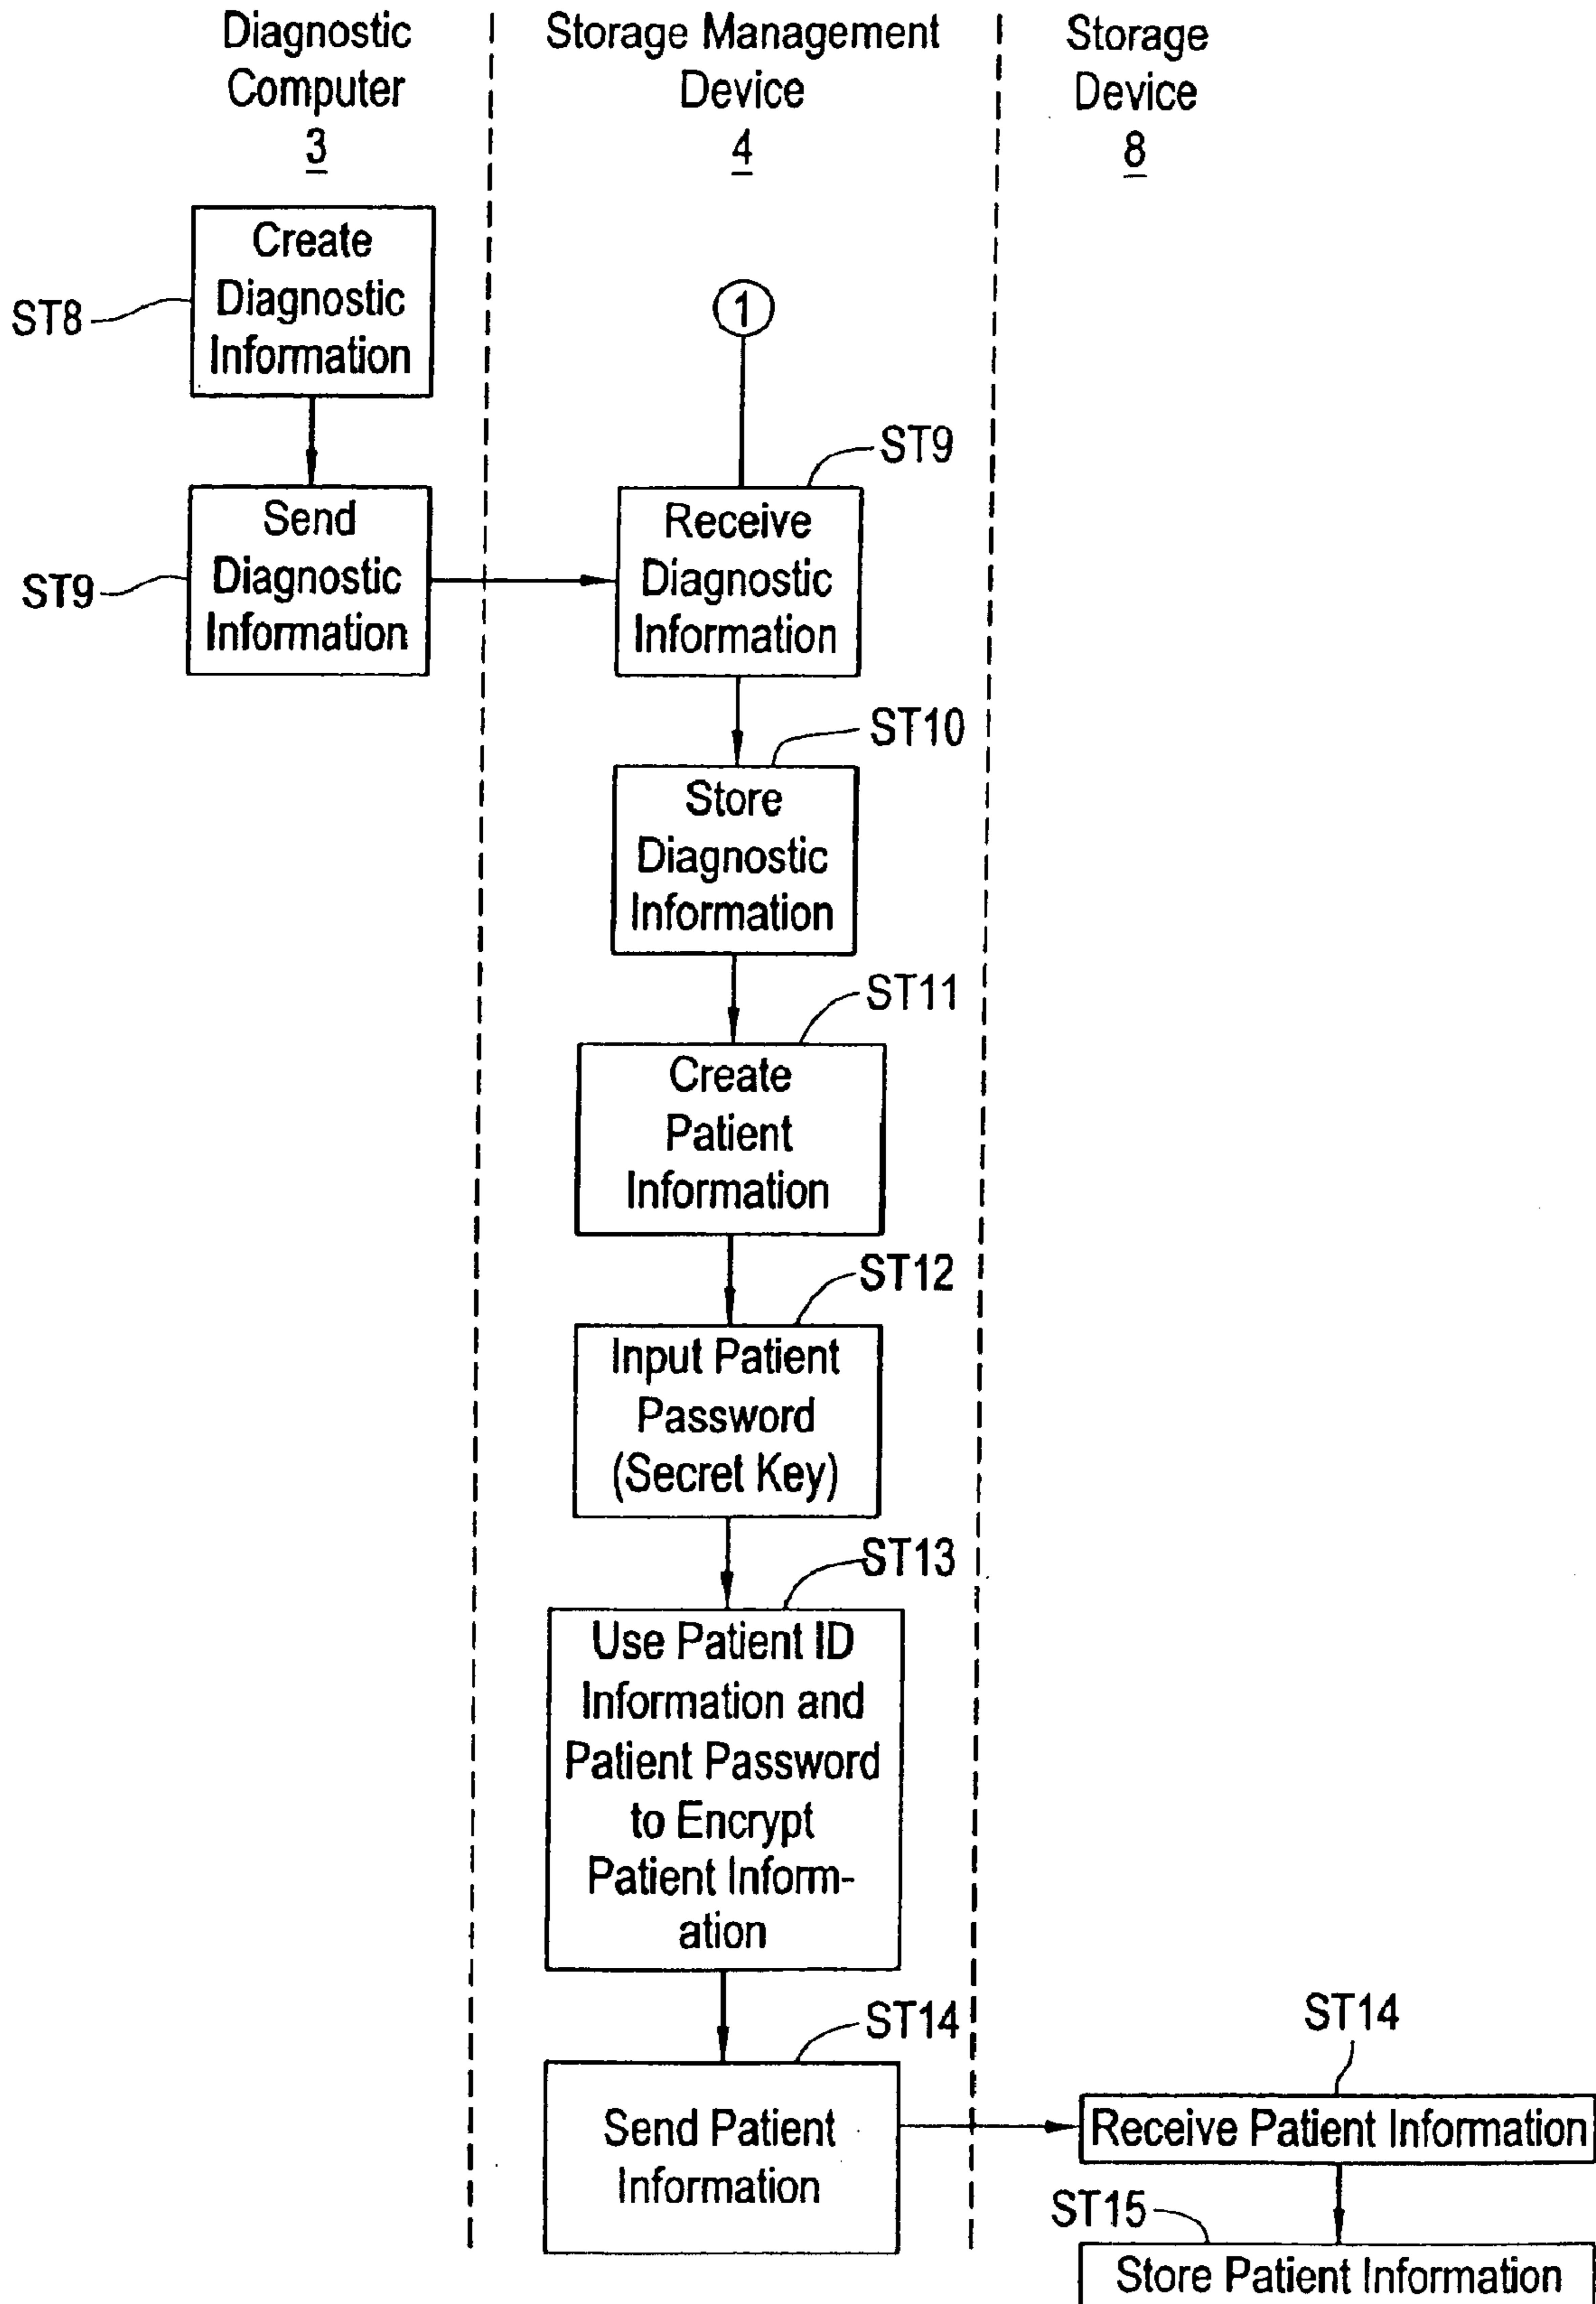 Diagnostic
Computer
3
Storage Management
Device
4
Storage
Device
8
Create
Diagnostic
Information
ST8
1
Send
Diagnostic
Information
ST9
ST9
Receive
Diagnostic
Information
ST10
Store
Diagnostic
Information
ST11
Create
Patient
Information
ST12
Input Patient
Password
(Secret Key)
ST13
Use Patient ID
Information and
Patient Password
to Encrypt
Patient Inform-
ation
ST14
Send Patient
Information
ST14
Receive Patient Information
ST15
Store Patient Information